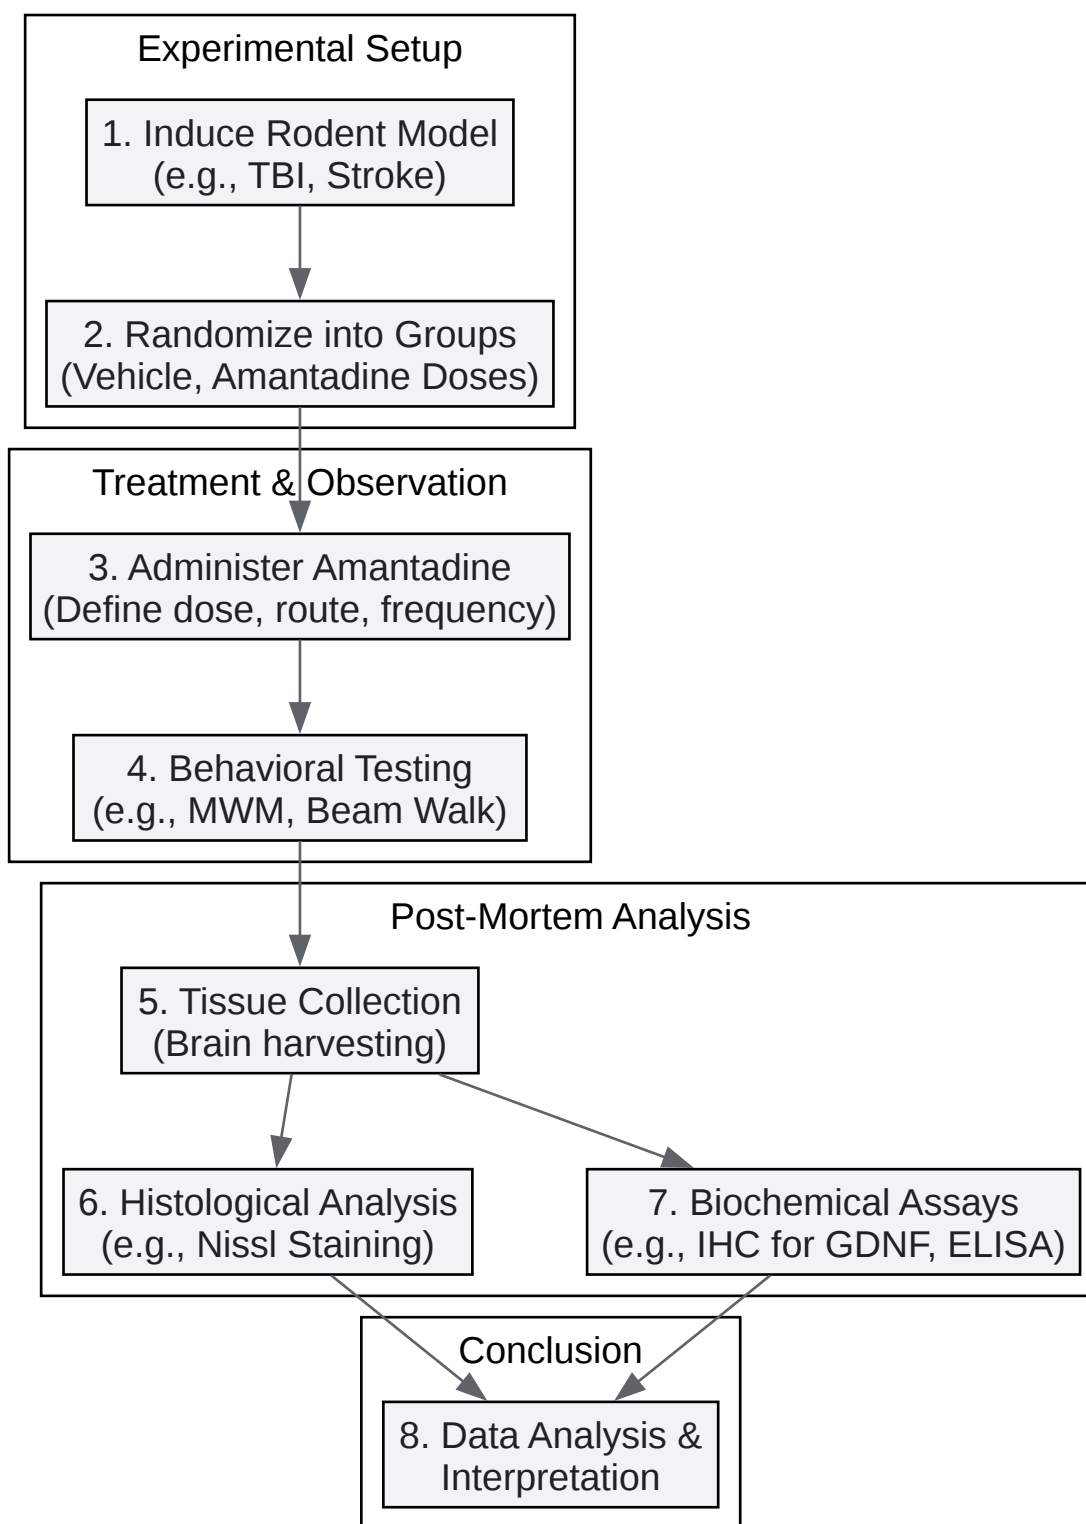 Experimental Setup
1. Induce Rodent Model
(e.g., TBI, Stroke)
2. Randomize into Groups
(Vehicle, Amantadine Doses)
Treatment & Observation
3. Administer Amantadine
(Define dose, route, frequency)
4. Behavioral Testing
(e.g., MWM, Beam Walk)
Post-Mortem Analysis
5. Tissue Collection
(Brain harvesting)
6. Histological Analysis
(e.g., Nissl Staining)
7. Biochemical Assays
(e.g., IHC for GDNF, ELISA)
Conclusion
8. Data Analysis &
Interpretation